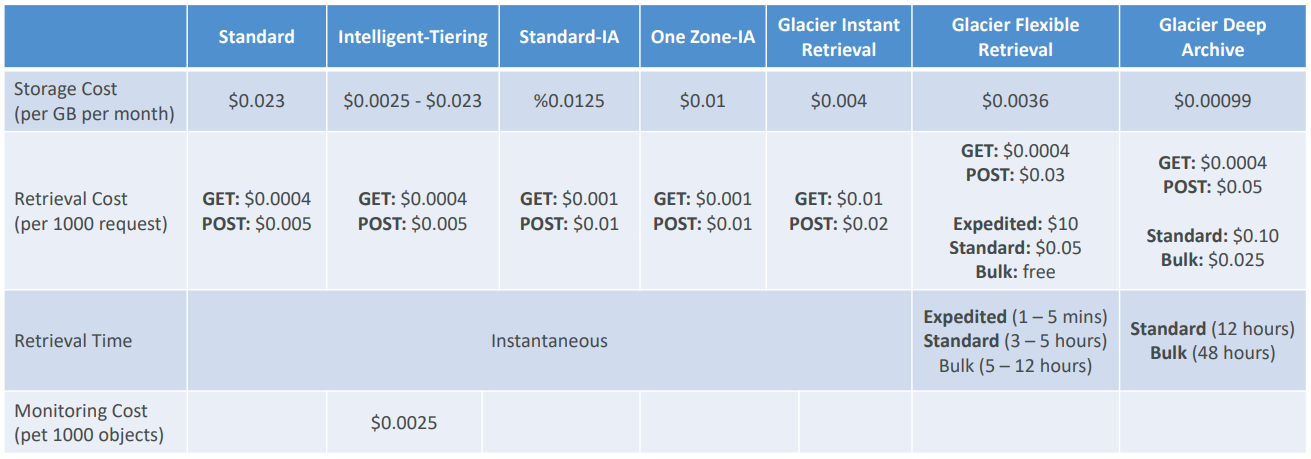 Standard
Intelligent-Tiering
Standard-IA
One Zone-IA
Glacier Instant
Retrieval
Glacier Flexible
Retrieval
Glacier Deep
Archive
Storage Cost
(per GB per month)
$0.023
$0.0025 - $0.023
%0.0125
$0.01
$0.004
$0.0036
$0.00099
Retrieval Cost
(per 1000 request)
GET: $0.0004
POST: $0.005
GET: $0.0004
POST: $0.005
GET: $0.001
POST: $0.01
GET: $0.001
POST: $0.01
GET: $0.01
POST: $0.02
GET: $0.0004
POST: $0.03
Expedited: $10
Standard: $0.05
Bulk: free
GET: $0.0004
POST: $0.05
Standard: $0.10
Bulk: $0.025
Retrieval Time
Instantaneous
Expedited (1 – 5 mins)
Standard (3 – 5 hours)
Bulk (5 – 12 hours)
Standard (12 hours)
Bulk (48 hours)
Monitoring Cost
(pet 1000 objects)
$0.0025